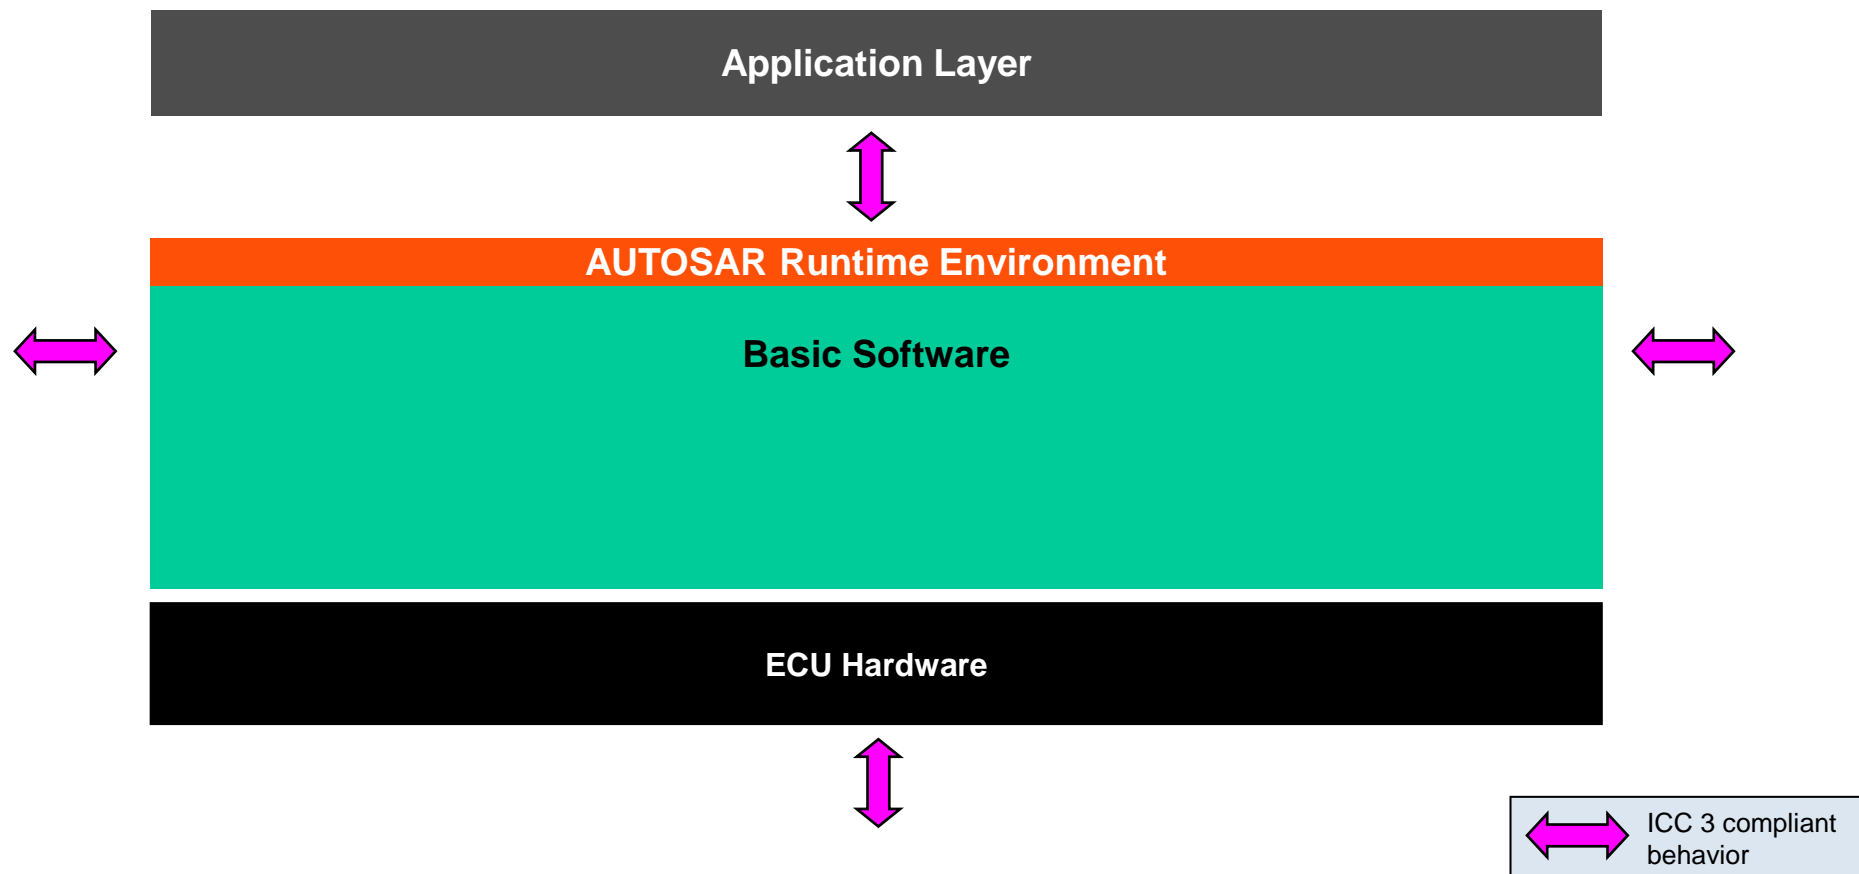 Application Layer
AUTOSAR Runtime Environment
Basic Software
ECU Hardware
ICC 3 compliant
behavior